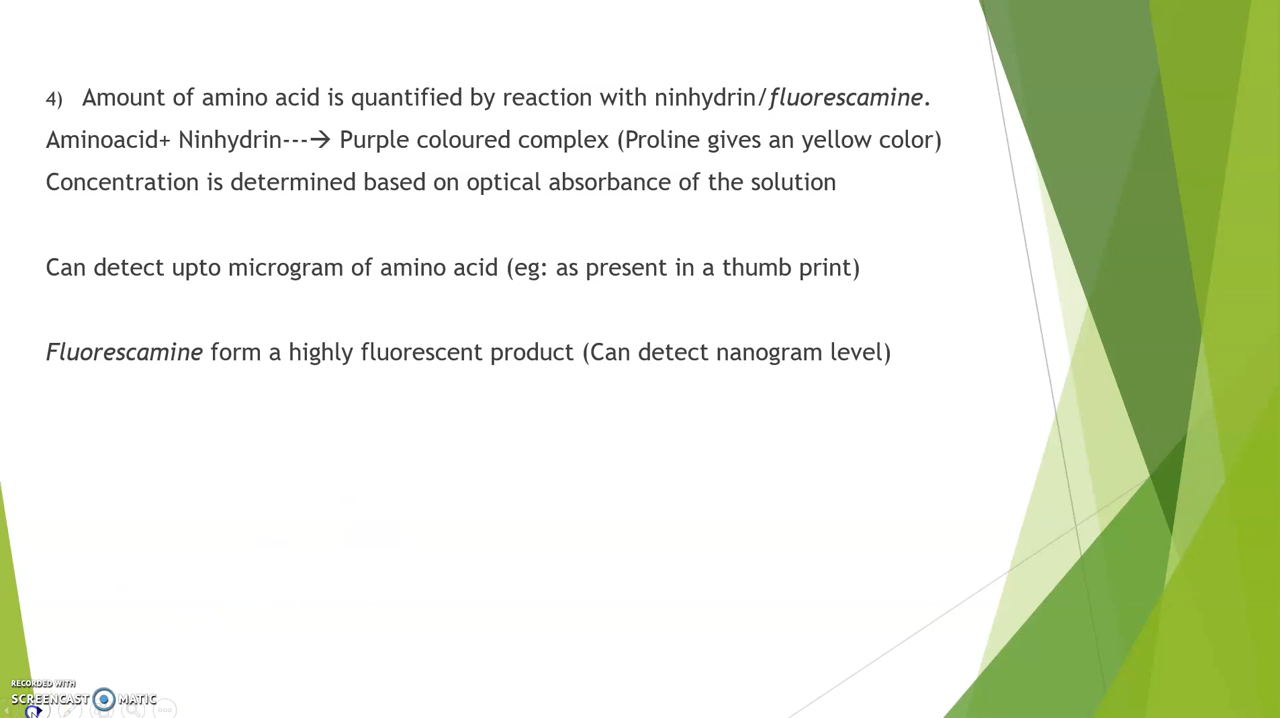 4) Amount of amino acid is quantified by reaction with ninhydrin/fluorescamine.
Aminoacid+ Ninhydrin---→ Purple coloured complex (Proline gives an yellow color)
Concentration is determined based on optical absorbance of the solution
Can detect upto microgram of amino acid (eg: as present in a thumb print)
Fluorescamine form a highly fluorescent product (Can detect nanogram level)
RECORDED WITH
SCREENCAST MATIC